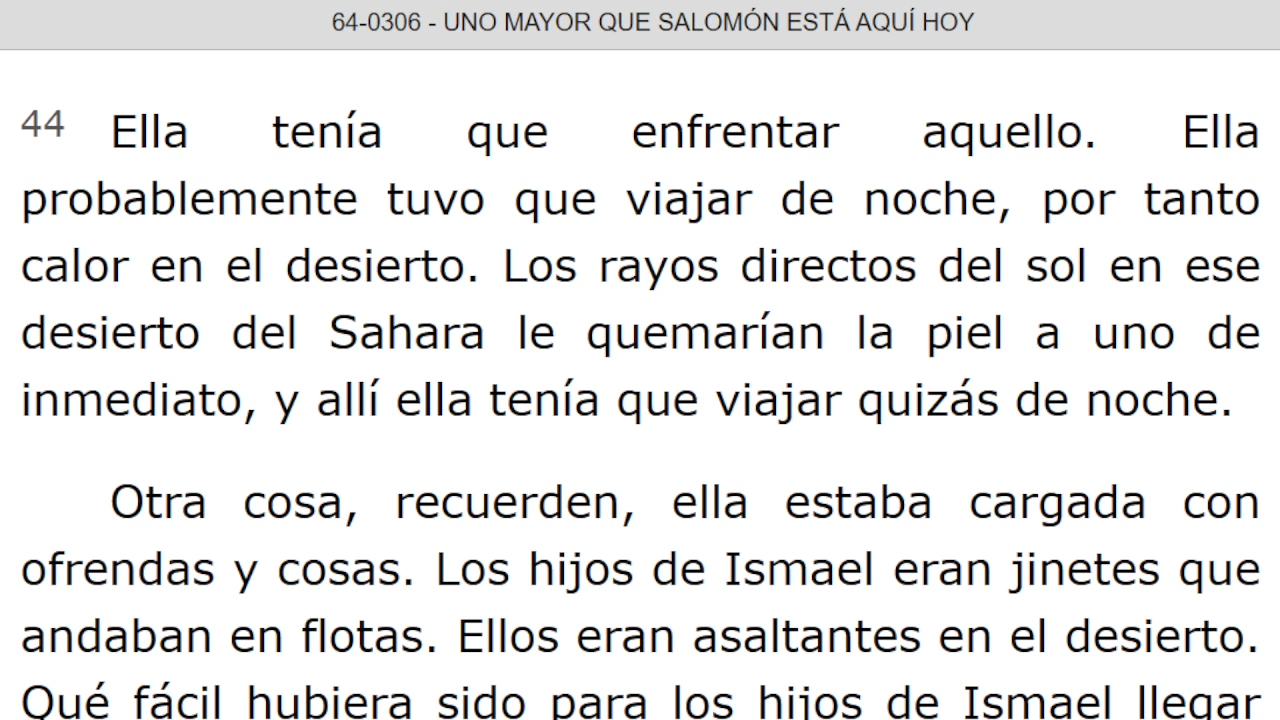 64-0306 - UNO MAYOR QUE SALOMÓN ESTÁ AQUÍ HOY
44 Ella tenía que enfrentar aquello. Ella
probablemente tuvo que viajar de noche, por tanto
calor en el desierto. Los rayos directos del sol en ese
desierto del Sahara le quemarían la piel a uno de
inmediato, y allí ella tenía que viajar quizás de noche.
Otra cosa, recuerden, ella estaba cargada con
ofrendas y cosas. Los hijos de Ismael eran jinetes que
andaban en flotas. Ellos eran asaltantes en el desierto.
Qué fácil hubiera sido para los hijos de Ismael llegar